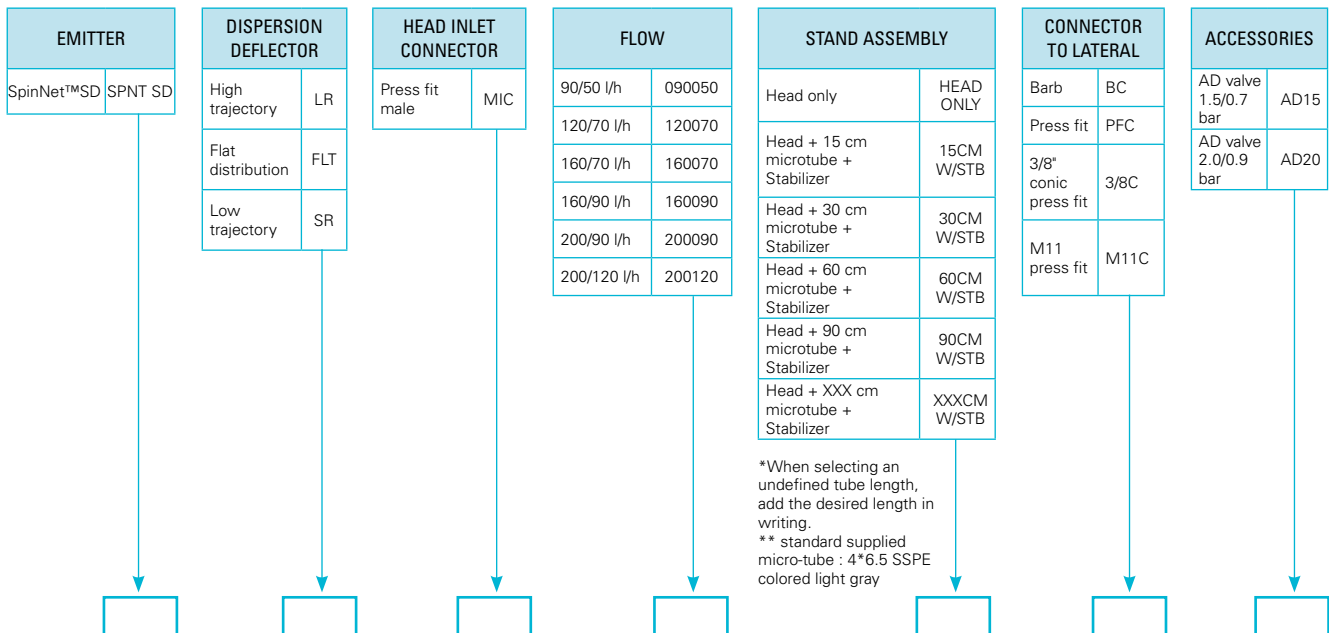 EMITTER
SpinNet™SD SPNT SD
DISPERSION
DEFLECTOR
High
trajectory
LR
Flat
distribution
FLT
Low
trajectory
SR
HEAD INLET
CONNECTOR
Press fit
male
MIC
FLOW
90/50 l/h 090050
120/70 l/h 120070
160/70 l/h 160070
160/90 l/h 160090
200/90 l/h 200090
200/120 l/h 200120
STAND ASSEMBLY
Head only
HEAD
ONLY
Head + 15 cm
microtube +
Stabilizer
15CM
W/STB
Head + 30 cm
microtube +
Stabilizer
30CM
W/STB
Head + 60 cm
microtube +
Stabilizer
60CM
W/STB
Head + 90 cm
microtube +
Stabilizer
90CM
W/STB
Head + XXX cm
microtube +
Stabilizer
XXXCM
W/STB
*When selecting an
undefined tube length,
add the desired length in
writing.
** standard supplied
micro-tube : 4*6.5 SSPE
colored light gray
CONNECTOR
TO LATERAL
Barb BC
Press fit PFC
3/8"
conic
press fit
3/8C
M11
press fit
M11C
ACCESSORIES
AD valve
1.5/0.7
bar
AD15
AD valve
2.0/0.9
bar
AD20